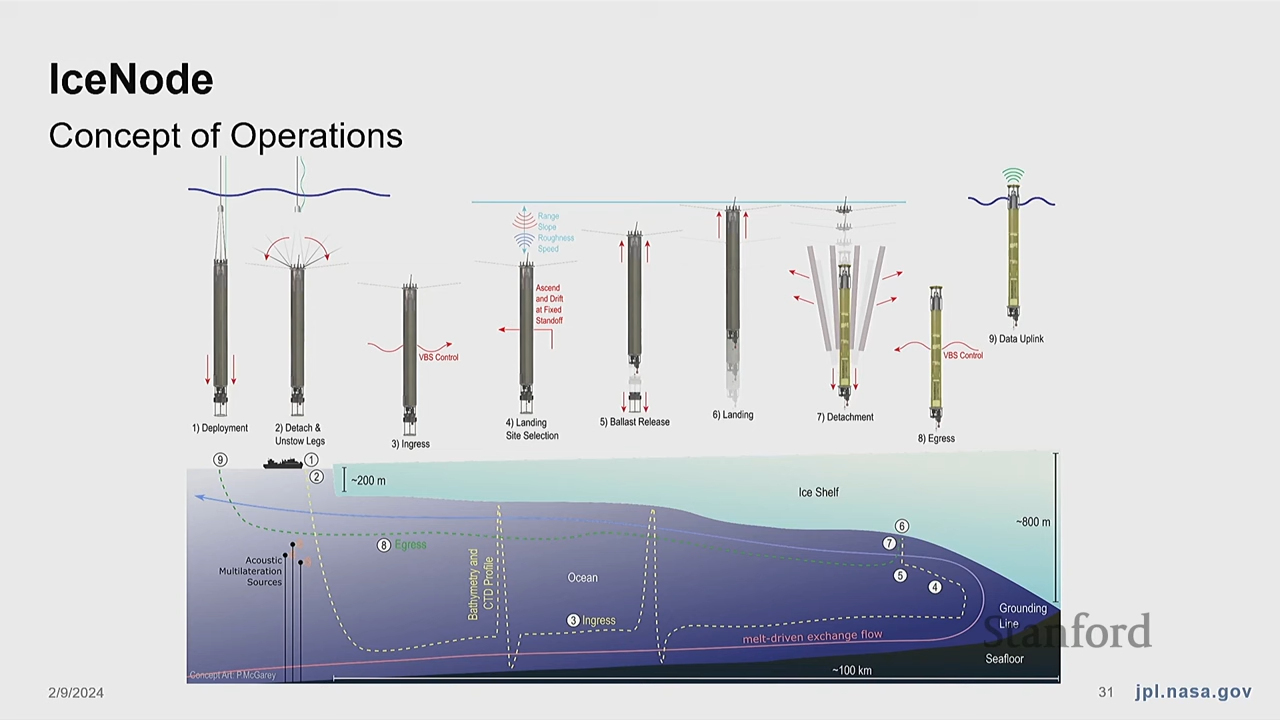 IceNode
Concept of Operations
Range
Slope
Roughness
Speed
Ascend
and Drift
at Fixed
Standoff
VBS Control
VBS Control
1) Deployment
2) Detach &
Unstow Legs
3) Ingress
4) Landing
Site Selection
5) Ballast Release
6) Landing
7) Detachment
8) Egress
9) Data Uplink
9
1
2
~200 m
Ice Shelf
~800 m
6
7
8 Egress
5
4
Acoustic
Multilateration
Sources
Bathymetry and
CTD Profile
Ocean
3 Ingress
Grounding
Line
melt-driven exchange flow
Stanford
Seafloor
~100 km
Concept Art: P.McGarey
2/9/2024
31
jpl.nasa.gov